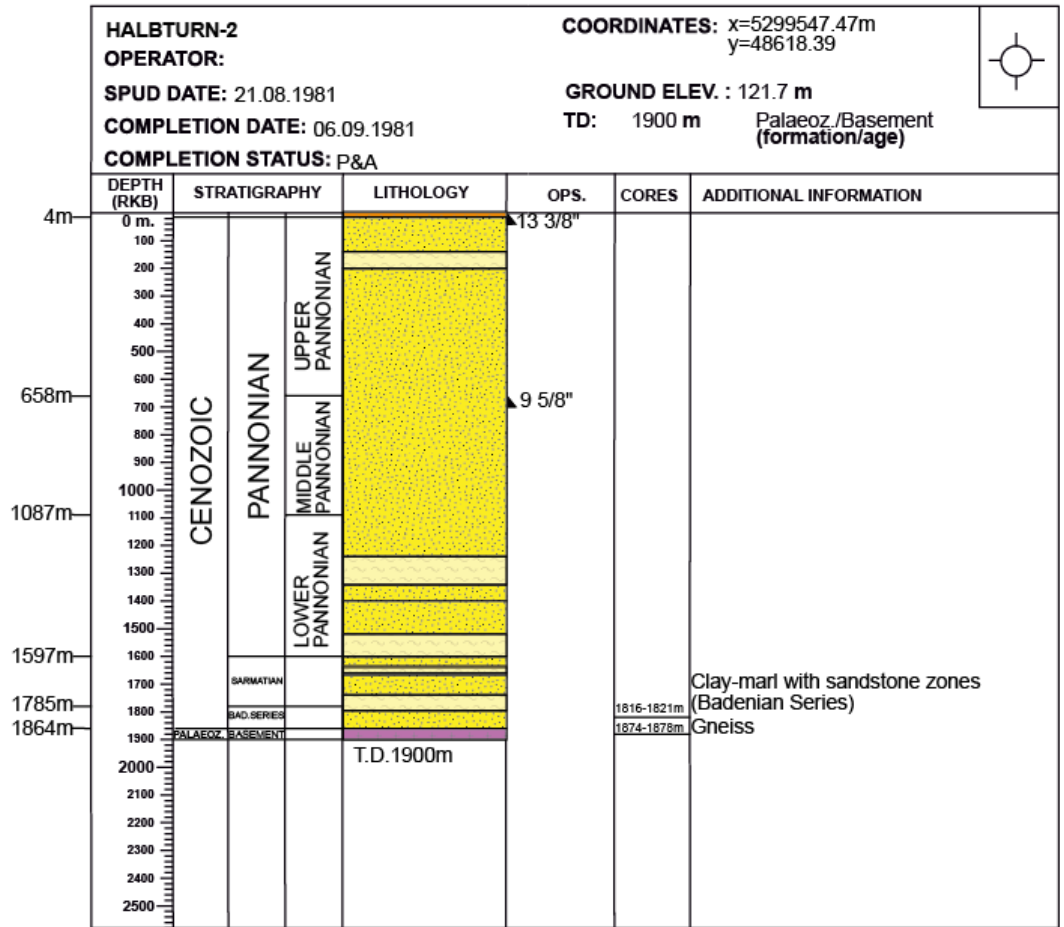 HALBTURN-2
OPERATOR:
SPUD DATE: 21.08.1981
COMPLETION DATE: 06.09.1981
COMPLETION STATUS: P&A
COORDINATES: x=5299547.47m
y=48618.39
GROUND ELEV. : 121.7 m
TD: 1900 m Palaeoz./Basement
(formation/age)
DEPTH
(RKB)
STRATIGRAPHY
LITHOLOGY
OPS.
CORES
ADDITIONAL INFORMATION
4m
658m
1087m
1597m
1785m
1864m
0 m.
100
200
300
400
500
600
700
800
900
1000
1100
1200
1300
1400
1500
1600
1700
1800
1900
2000
2100
2200
2300
2400
2500
CENOZOIC
PALAEOZ.
PANNONIAN
SARMATIAN
BAD.SERIES
BASEMENT
UPPER
PANNONIAN
MIDDLE
PANNONIAN
LOWER
PANNONIAN
T.D.1900m
13 3/8"
9 5/8"
1816-1821m
1874-1878m
Clay-marl with sandstone zones
(Badenian Series)
Gneiss